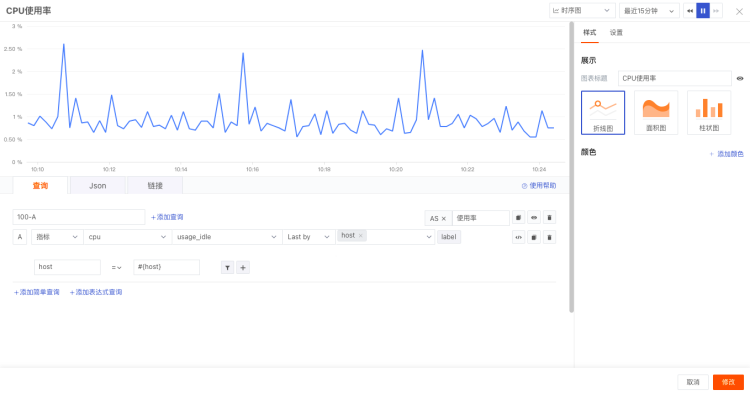 CPU使用率
时序图
最近15分钟
3 %
2.50 %
2 %
1.50 %
1 %
0.50 %
0 %
10:10
10:12
10:14
10:16
10:18
10:20
10:22
10:24
查询
Json
链接
使用帮助
100-A
+添加查询
AS ×
使用率
A
指标
cpu
usage_idle
Last by
host ×
label
</>
host
=
#{host}
+
+添加简单查询
+添加表达式查询
样式
设置
展示
图表标题
CPU使用率
折线图
面积图
柱状图
颜色
+ 添加颜色
取消
修改